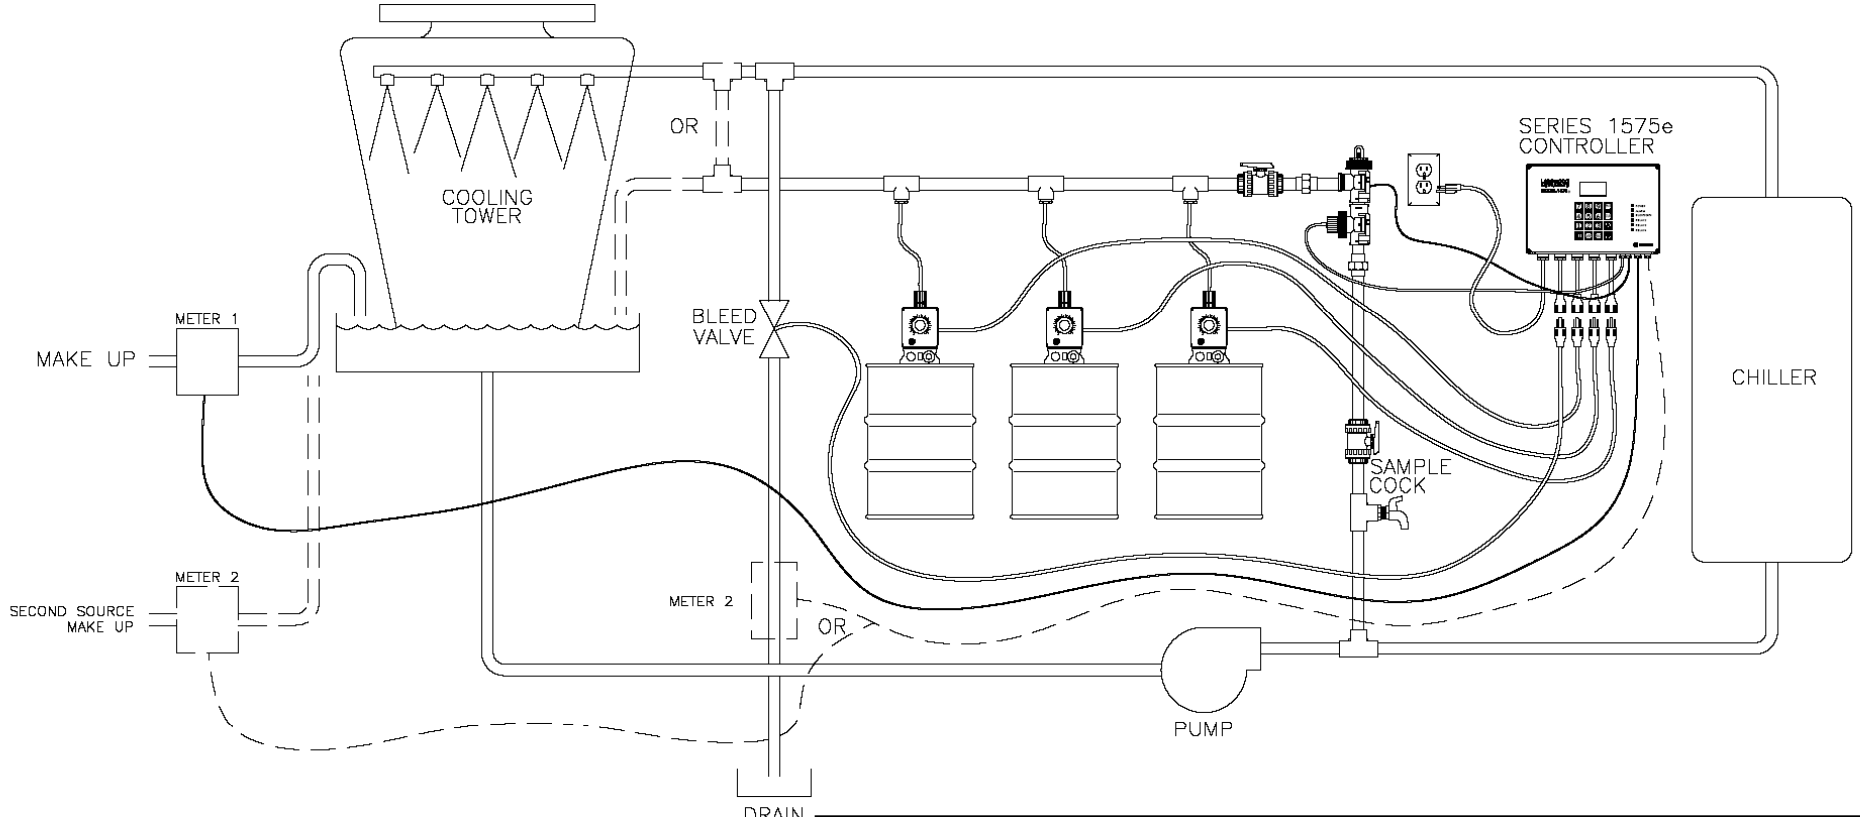 OR
SERIES 1575e
CONTROLLER
COOLING
TOWER
METER 1
BLEED
VALVE
MAKE UP
CHILLER
SAMPLE
COCK
METER 2
SECOND SOURCE
MAKE UP
METER 2
OR
PUMP
DRAIN